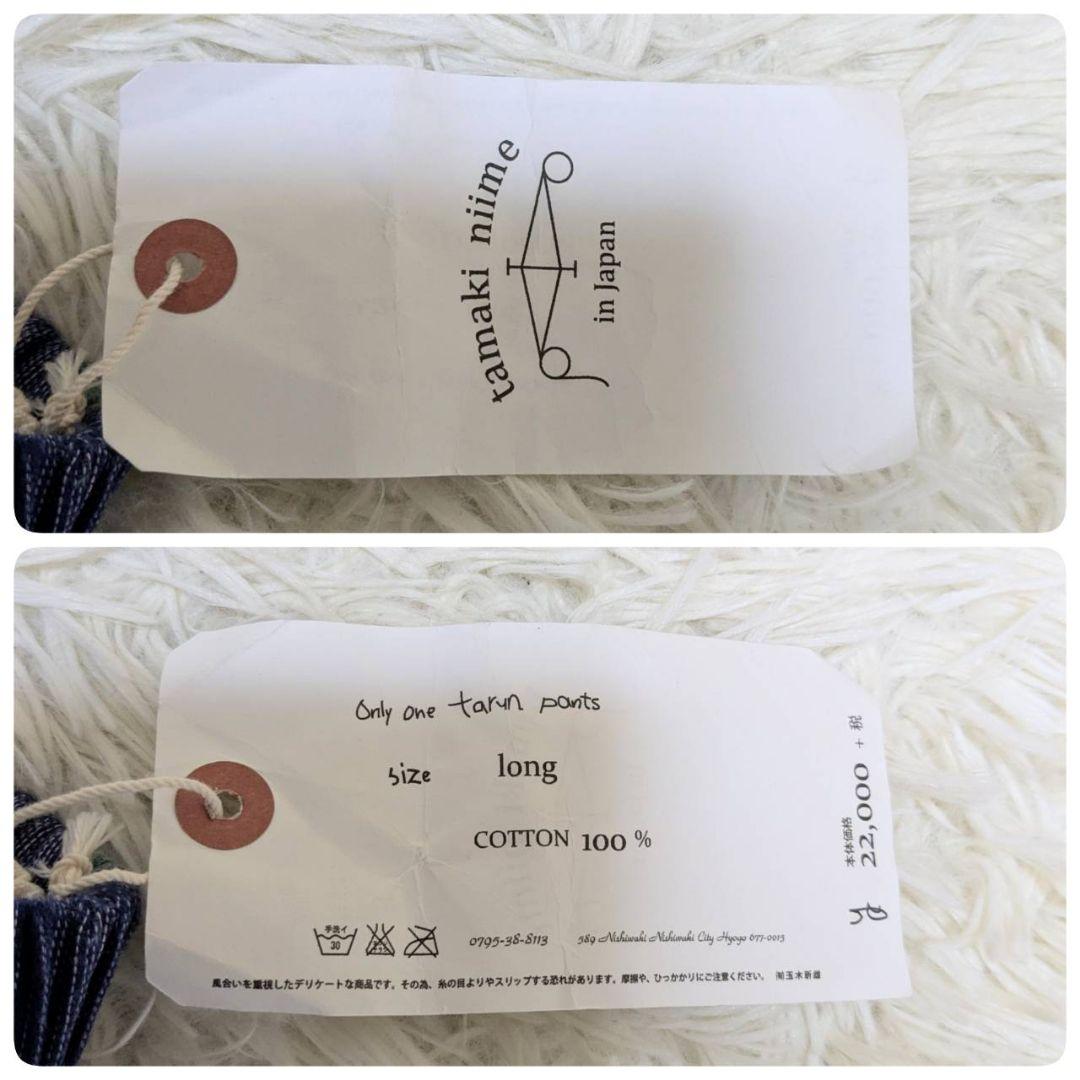 tamaki niime
in Japan
Only one tarun pants
size long
COTTON 100 %
手洗イ
30
0795-38-8113 589 Nishiwaki Nishiwaki City Hyogo 677-0015
風合いを重視したデリケートな商品です。その為、糸の目よりやスリップする恐れがあります。摩擦や、ひっかかりにご注意ください。 ㈲玉木新雌
本体価格 22,000 + 税